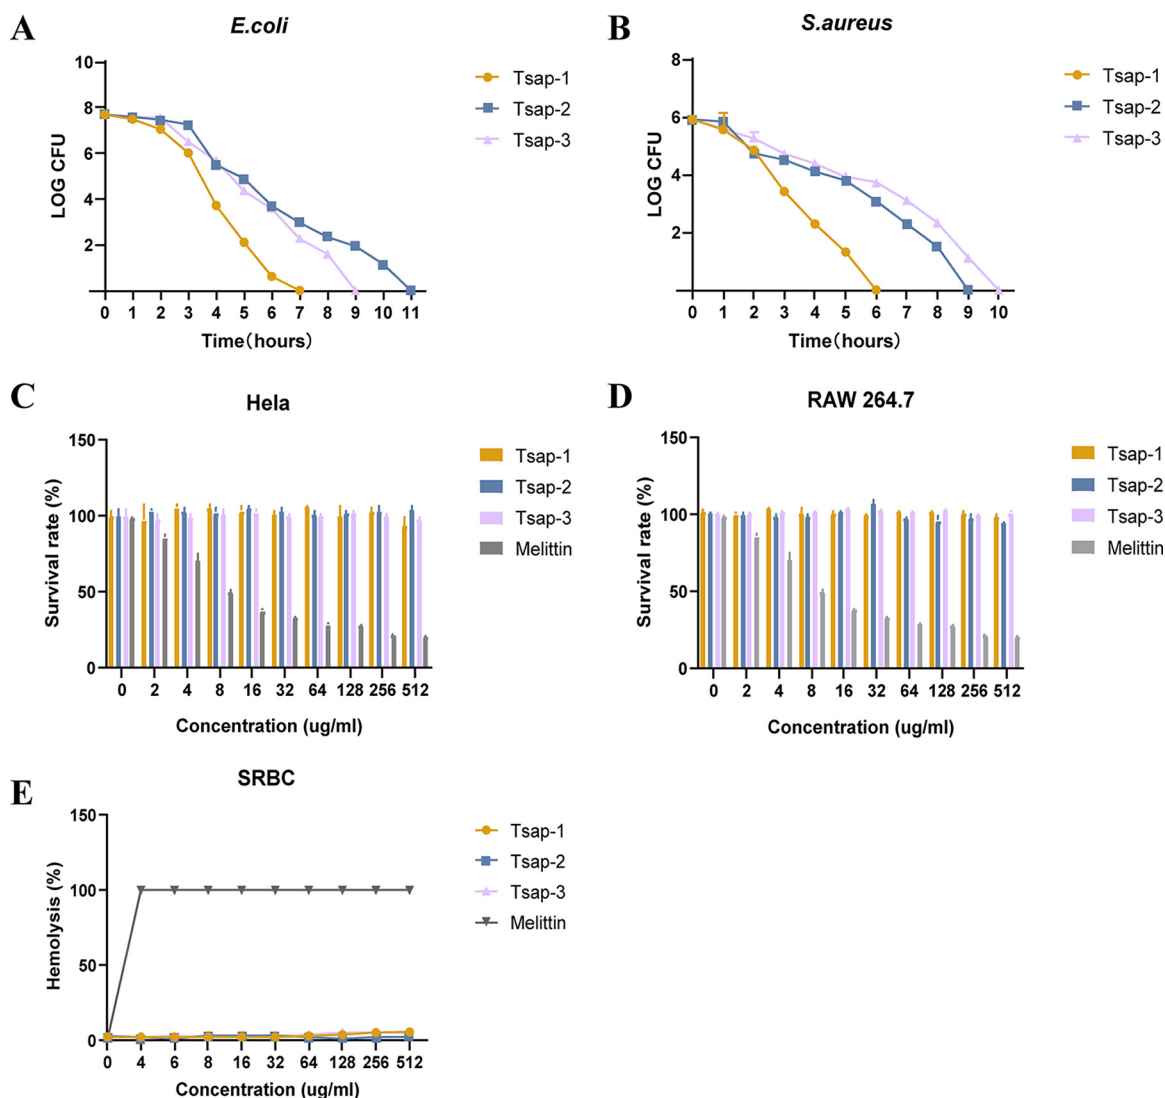 A
E.coli
LOG CFU
10
8
6
4
2
0 1 2 3 4 5 6 7 8 9 10 11
Time（hours）
Tsap-1
Tsap-2
Tsap-3
B
S.aureus
LOG CFU
8
6
4
2
0 1 2 3 4 5 6 7 8 9 10
Time（hours）
Tsap-1
Tsap-2
Tsap-3
C
Hela
Survival rate (%)
150
100
50
0
0 2 4 8 16 32 64 128 256 512
Concentration (ug/ml)
Tsap-1
Tsap-2
Tsap-3
Melittin
D
RAW 264.7
Survival rate (%)
150
100
50
0
0 2 4 8 16 32 64 128 256 512
Concentration (ug/ml)
Tsap-1
Tsap-2
Tsap-3
Melittin
E
SRBC
Hemolysis (%)
150
100
50
0
0 4 6 8 16 32 64 128 256 512
Concentration (ug/ml)
Tsap-1
Tsap-2
Tsap-3
Melittin